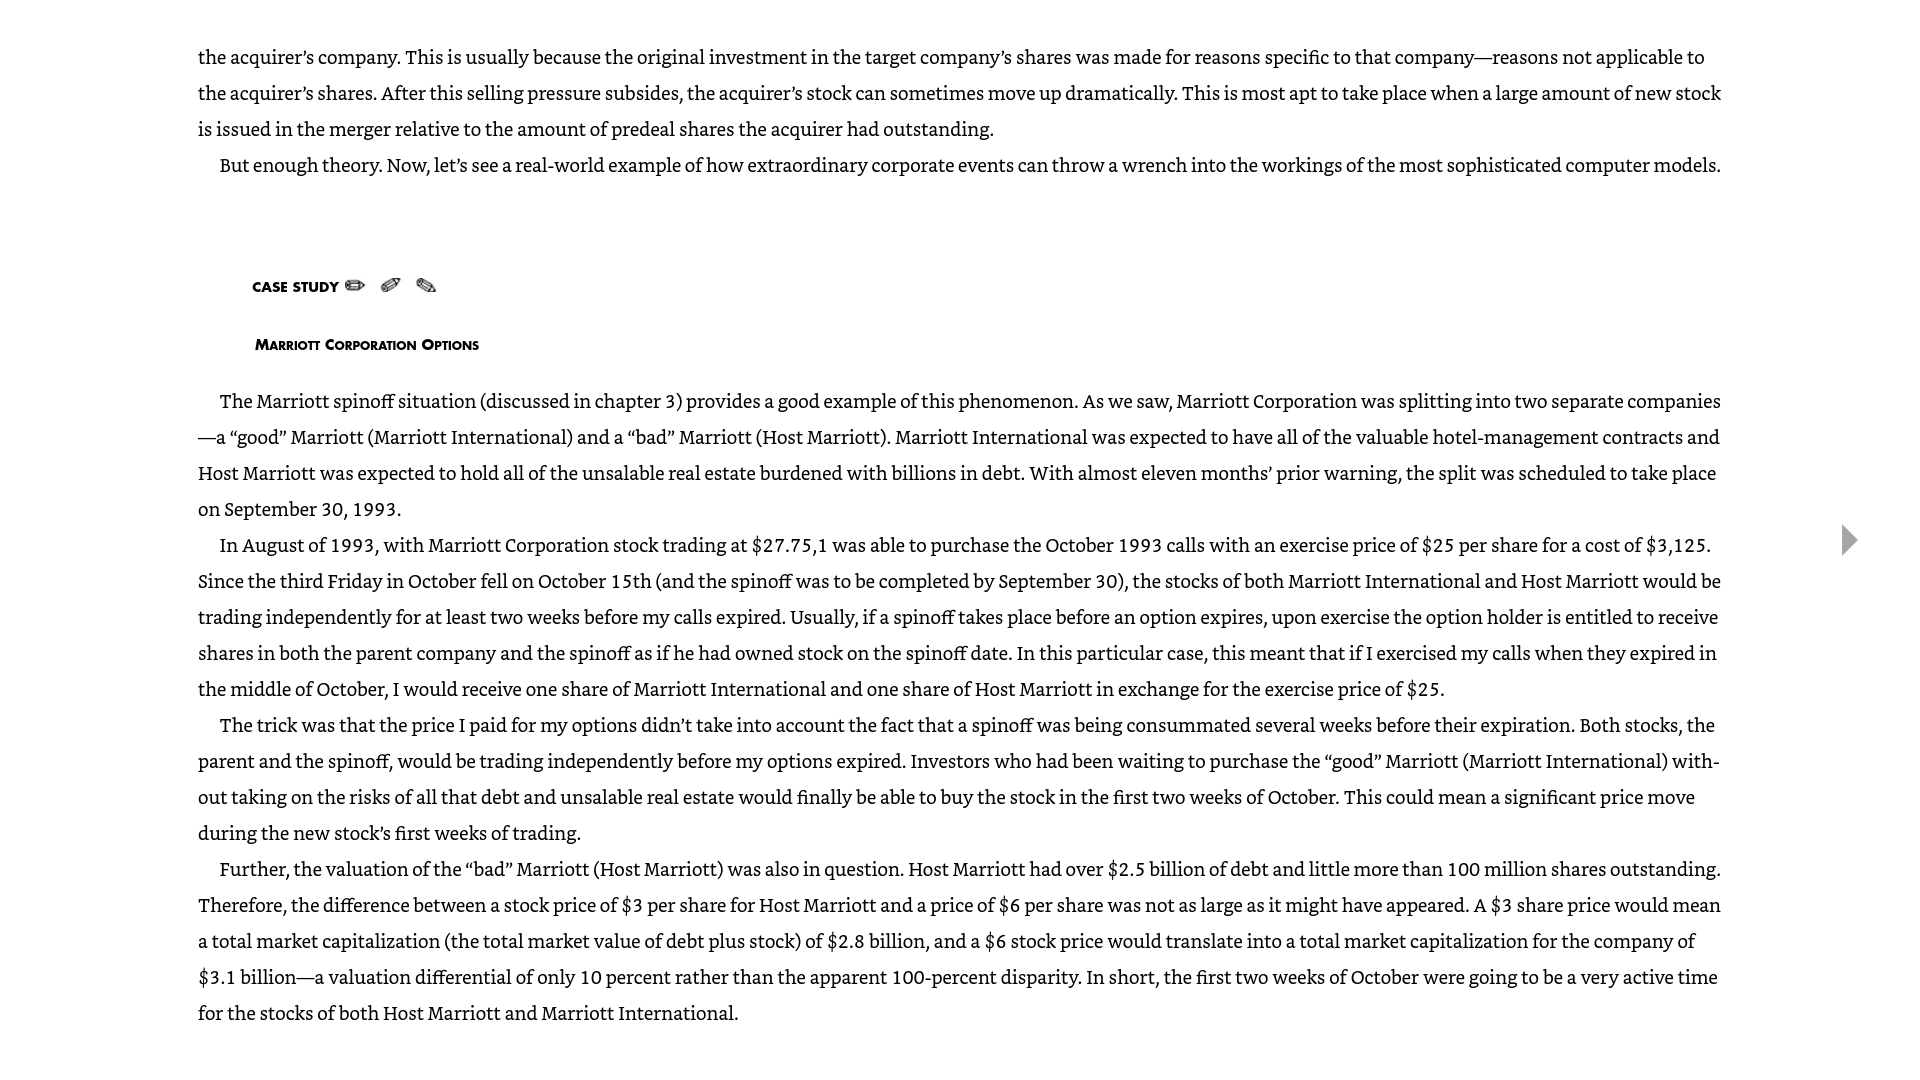 the acquirer’s company. This is usually because the original investment in the target company’s shares was made for reasons specific to that company—reasons not applicable to
the acquirer’s shares. After this selling pressure subsides, the acquirer’s stock can sometimes move up dramatically. This is most apt to take place when a large amount of new stock
is issued in the merger relative to the amount of predeal shares the acquirer had outstanding.
But enough theory. Now, let’s see a real-world example of how extraordinary corporate events can throw a wrench into the workings of the most sophisticated computer models.
CASE STUDY
MARRIOTT CORPORATION OPTIONS
The Marriott spinoff situation (discussed in chapter 3) provides a good example of this phenomenon. As we saw, Marriott Corporation was splitting into two separate companies
—a “good” Marriott (Marriott International) and a “bad” Marriott (Host Marriott). Marriott International was expected to have all of the valuable hotel-management contracts and
Host Marriott was expected to hold all of the unsalable real estate burdened with billions in debt. With almost eleven months’ prior warning, the split was scheduled to take place
on September 30, 1993.
In August of 1993, with Marriott Corporation stock trading at $27.75,1 was able to purchase the October 1993 calls with an exercise price of $25 per share for a cost of $3,125.
Since the third Friday in October fell on October 15th (and the spinoff was to be completed by September 30), the stocks of both Marriott International and Host Marriott would be
trading independently for at least two weeks before my calls expired. Usually, if a spinoff takes place before an option expires, upon exercise the option holder is entitled to receive
shares in both the parent company and the spinoff as if he had owned stock on the spinoff date. In this particular case, this meant that if I exercised my calls when they expired in
the middle of October, I would receive one share of Marriott International and one share of Host Marriott in exchange for the exercise price of $25.
The trick was that the price I paid for my options didn’t take into account the fact that a spinoff was being consummated several weeks before their expiration. Both stocks, the
parent and the spinoff, would be trading independently before my options expired. Investors who had been waiting to purchase the “good” Marriott (Marriott International) with-
out taking on the risks of all that debt and unsalable real estate would finally be able to buy the stock in the first two weeks of October. This could mean a significant price move
during the new stock’s first weeks of trading.
Further, the valuation of the “bad” Marriott (Host Marriott) was also in question. Host Marriott had over $2.5 billion of debt and little more than 100 million shares outstanding.
Therefore, the difference between a stock price of $3 per share for Host Marriott and a price of $6 per share was not as large as it might have appeared. A $3 share price would mean
a total market capitalization (the total market value of debt plus stock) of $2.8 billion, and a $6 stock price would translate into a total market capitalization for the company of
$3.1 billion—a valuation differential of only 10 percent rather than the apparent 100-percent disparity. In short, the first two weeks of October were going to be a very active time
for the stocks of both Host Marriott and Marriott International.